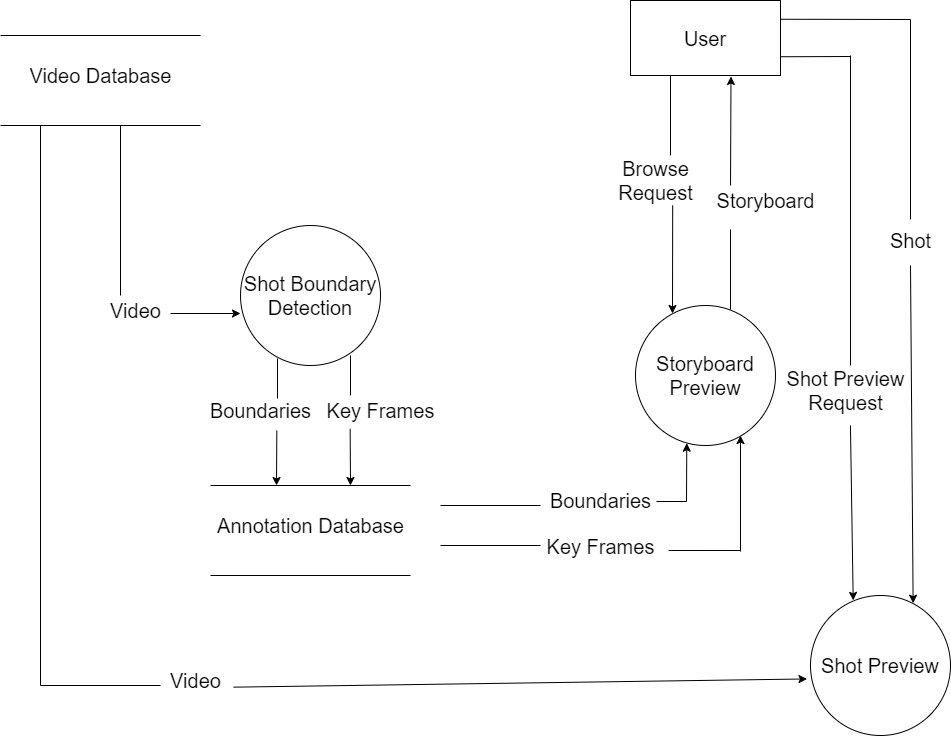 User
Video Database
Browse
Request
Storyboard
Shot
Shot Boundary
Detection
Video
Storyboard
Preview
Shot Preview
Request
Boundaries
Key Frames
Boundaries
Annotation Database
Key Frames
Shot Preview
Video